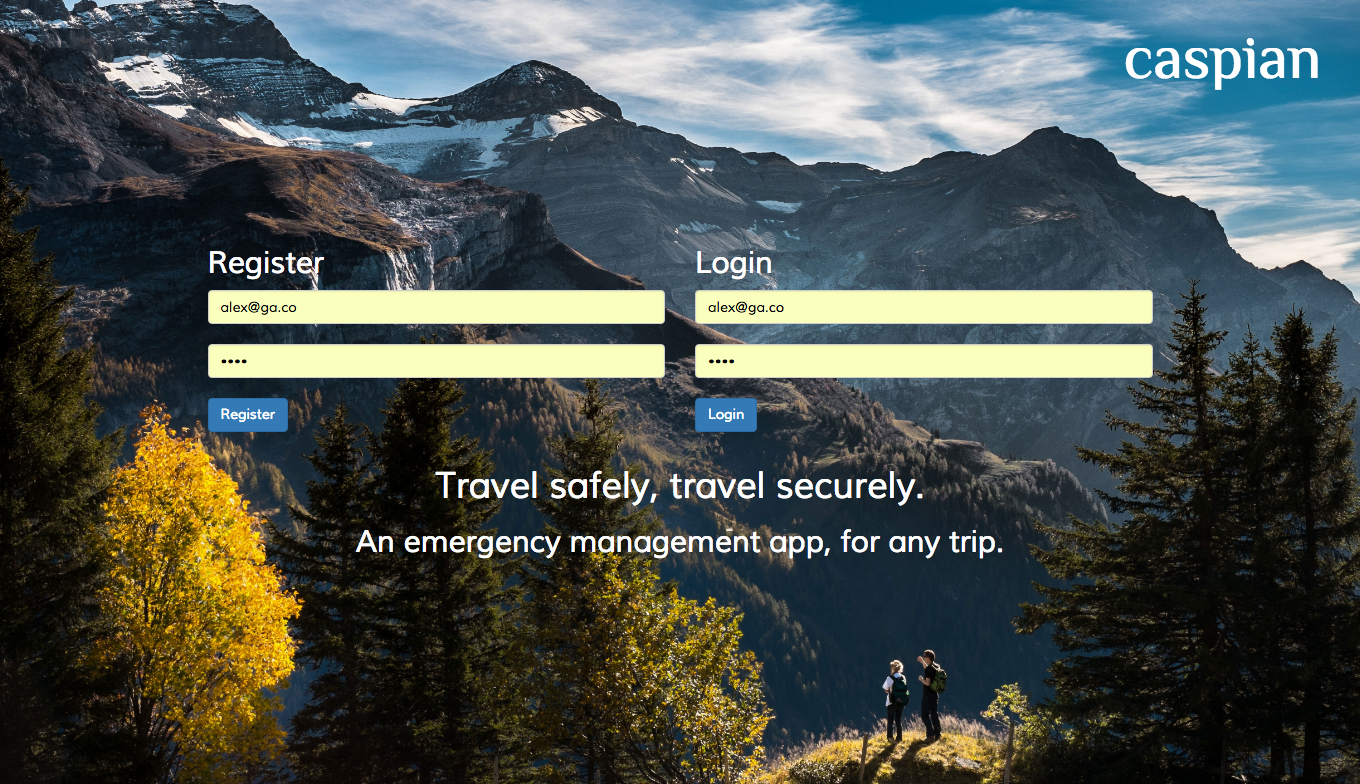 caspian
Register
alex@ga.co
••••
Register
Login
alex@ga.co
••••
Login
Travel safely, travel securely.
An emergency management app, for any trip.